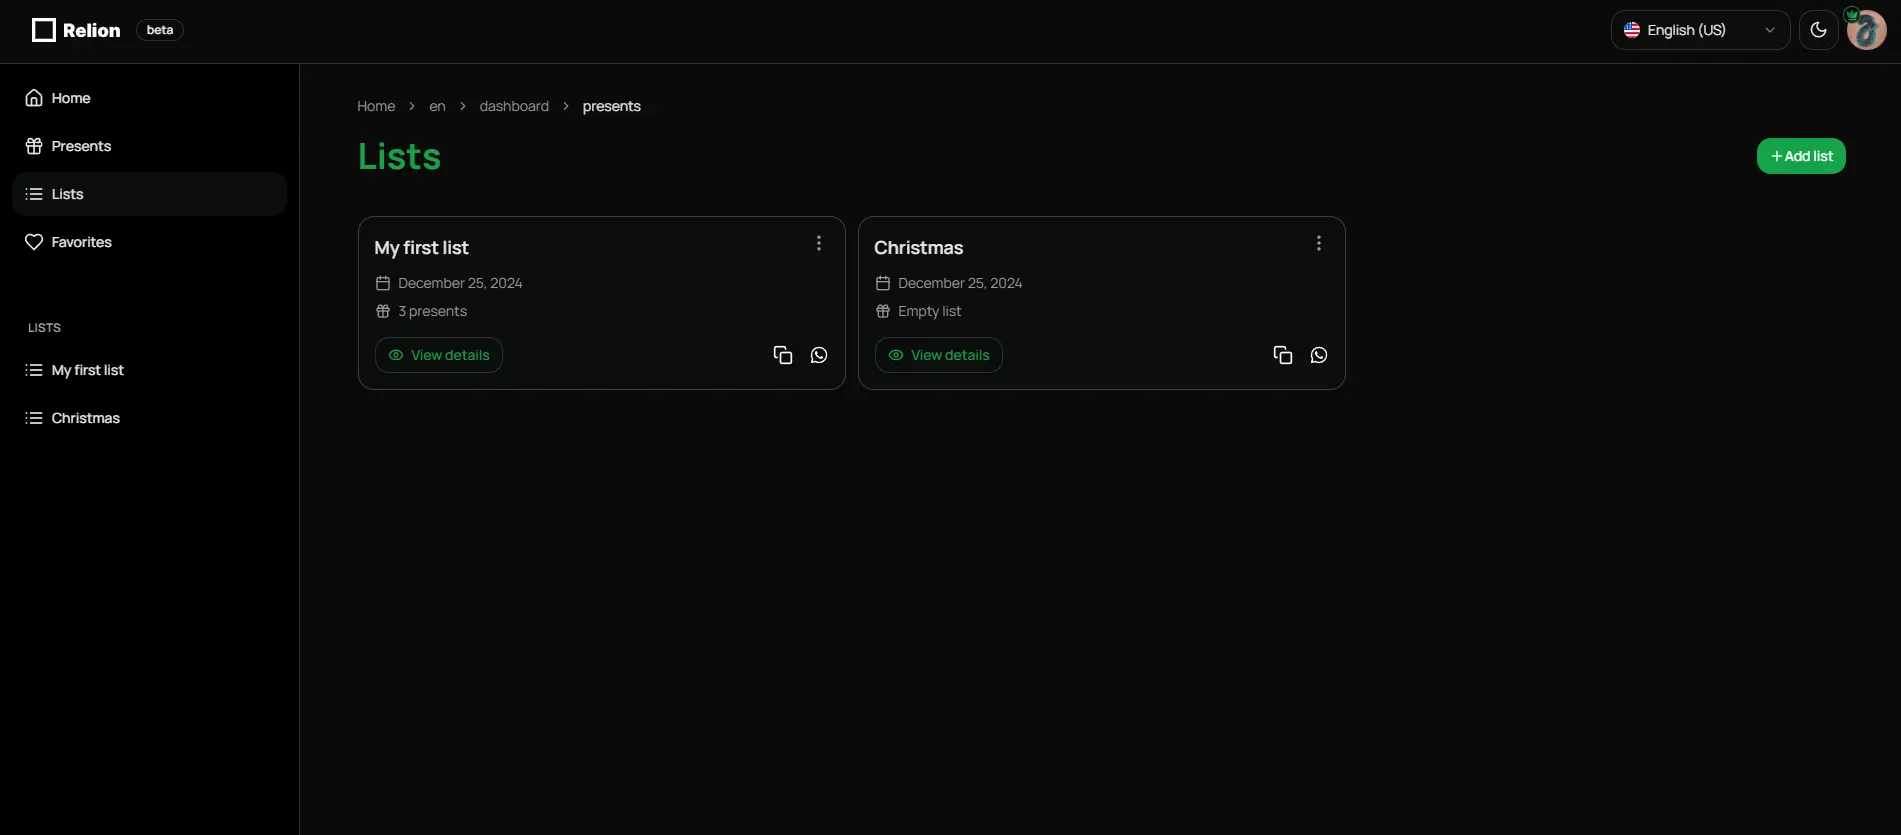 Relion beta
English (US)
Home
Presents
Lists
Favorites
LISTS
My first list
Christmas
Home > en > dashboard > presents
Lists
+ Add list
My first list
December 25, 2024
3 presents
View details
Christmas
December 25, 2024
Empty list
View details